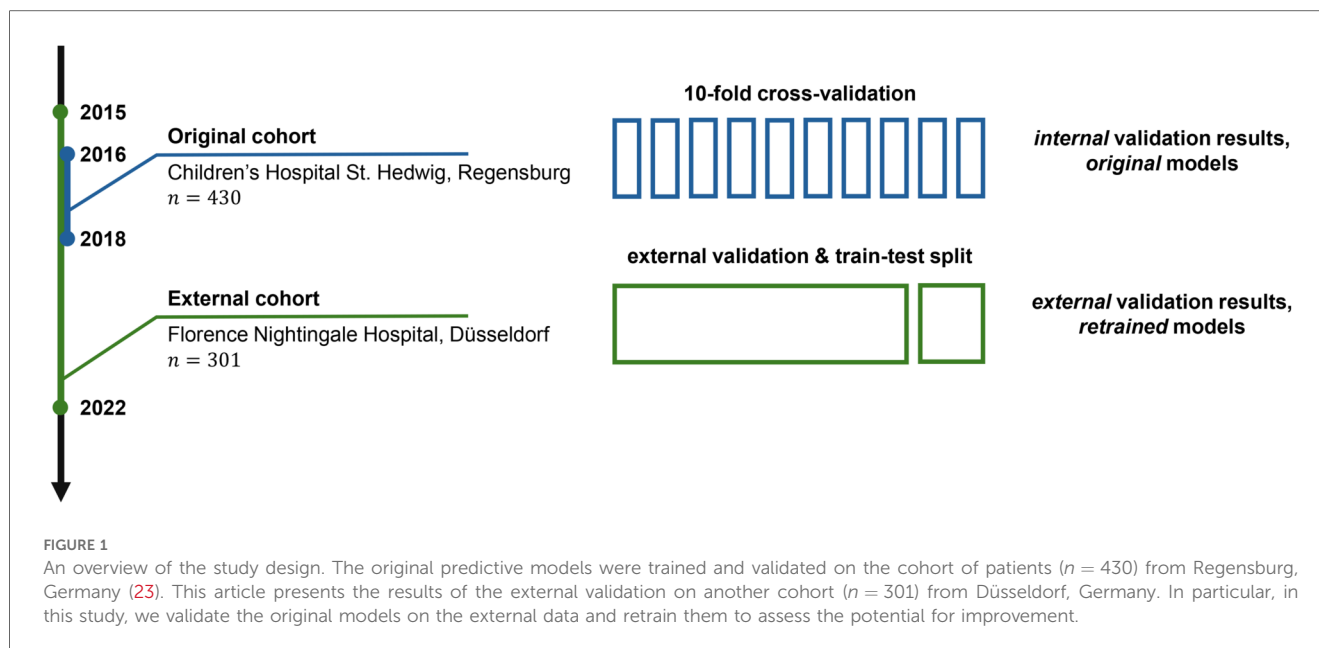 2015
2016
2018
2022
Original cohort
Children's Hospital St. Hedwig, Regensburg
n = 430
External cohort
Florence Nightingale Hospital, Düsseldorf
n = 301
10-fold cross-validation
internal validation results,
original models
external validation & train-test split
external validation results,
retrained models
FIGURE 1
An overview of the study design. The original predictive models were trained and validated on the cohort of patients (n = 430) from Regensburg,
Germany (23). This article presents the results of the external validation on another cohort (n = 301) from Düsseldorf, Germany. In particular, in
this study, we validate the original models on the external data and retrain them to assess the potential for improvement.